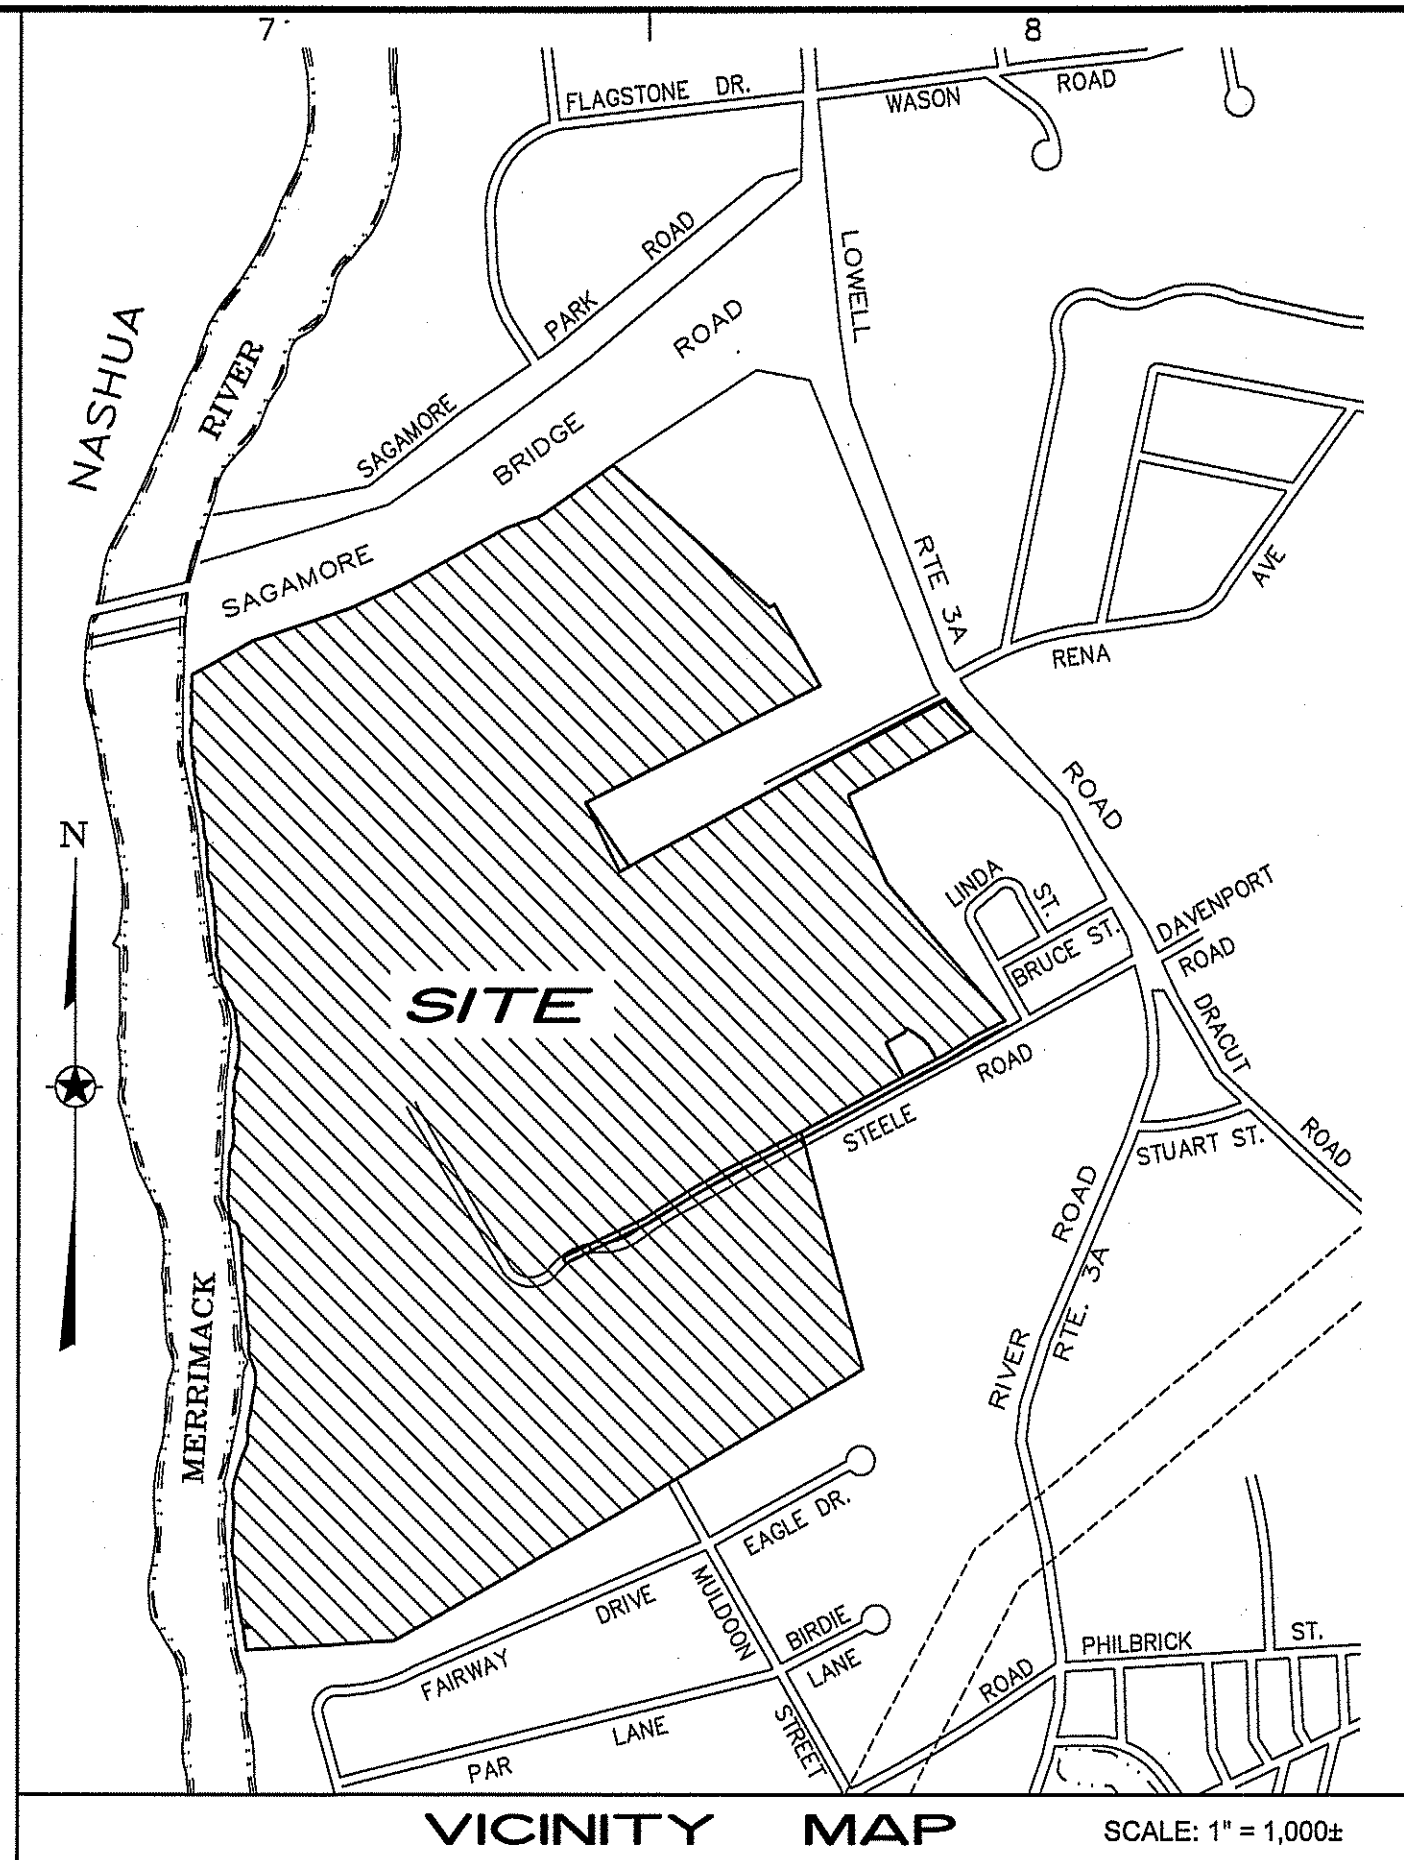 7
8
FLAGSTONE DR.
WASON ROAD
SAGAMORE PARK ROAD
LOWELL
NASHUA
RIVER
SAGAMORE BRIDGE ROAD
RTE 3A
RENA AVE
ROAD
N
LINDA ST.
BRUCE ST.
DAVENPORT
ROAD
SITE
DRACUT ROAD
STEELE ROAD
STUART ST.
MERRIMACK
RIVER ROAD
RTE. 3A
EAGLE DR.
MULDOON STREET
FAIRWAY DRIVE
BIRDIE
LANE
PHILBRICK ST.
ROAD
PAR LANE
VICINITY MAP
SCALE: 1" = 1,000±